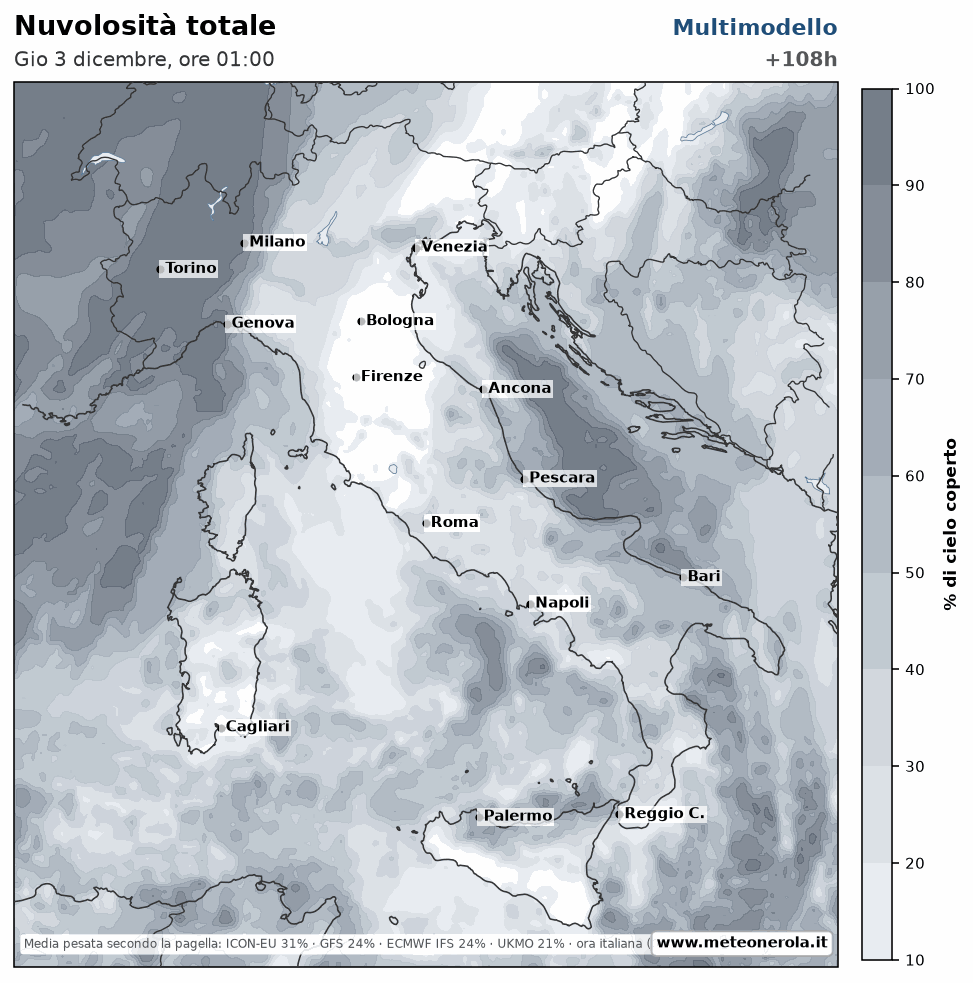 Nuvolosità totale
Multimodello
Gio 3 dicembre, ore 01:00
+108h
100
90
80
70
60
50
40
30
20
10
% di cielo coperto
Milano
Venezia
Torino
Genova
Bologna
Firenze
Ancona
Pescara
Roma
Bari
Napoli
Cagliari
Palermo
Reggio C.
Media pesata secondo la pagella: ICON-EU 31% · GFS 24% · ECMWF IFS 24% · UKMO 21% · ora italiana (
www.meteonerola.it